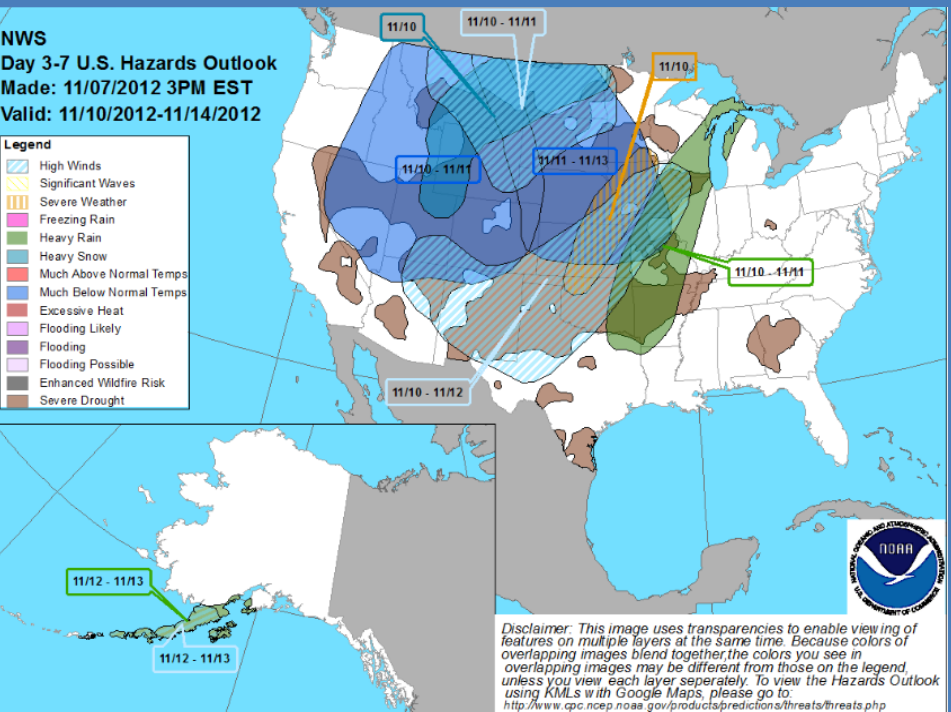 NWS
Day 3-7 U.S. Hazards Outlook
Made: 11/07/2012 3PM EST
Valid: 11/10/2012-11/14/2012
Legend
High Winds
Significant Waves
Severe Weather
Freezing Rain
Heavy Rain
Heavy Snow
Much Above Normal Temps
Much Below Normal Temps
Excessive Heat
Flooding Likely
Flooding
Flooding Possible
Enhanced Wildfire Risk
Severe Drought
11/10
11/10 - 11/11
11/10
11/10 - 11/11
11/11 - 11/13
11/10 - 11/11
11/10 - 11/12
11/12 - 11/13
11/12 - 11/13
NATIONAL OCEANIC AND ATMOSPHERIC ADMINISTRATION
NOAA
U.S. DEPARTMENT OF COMMERCE
Disclaimer: This image uses transparencies to enable viewing of
features on multiple layers at the same time. Because colors of
overlapping images blend together,the colors you see in
overlapping images may be different from those on the legend,
unless you view each layer seperately. To view the Hazards Outlook
using KMLs with Google Maps, please go to:
http://www.cpc.ncep.noaa.gov/products/predictions/threats/threats.php